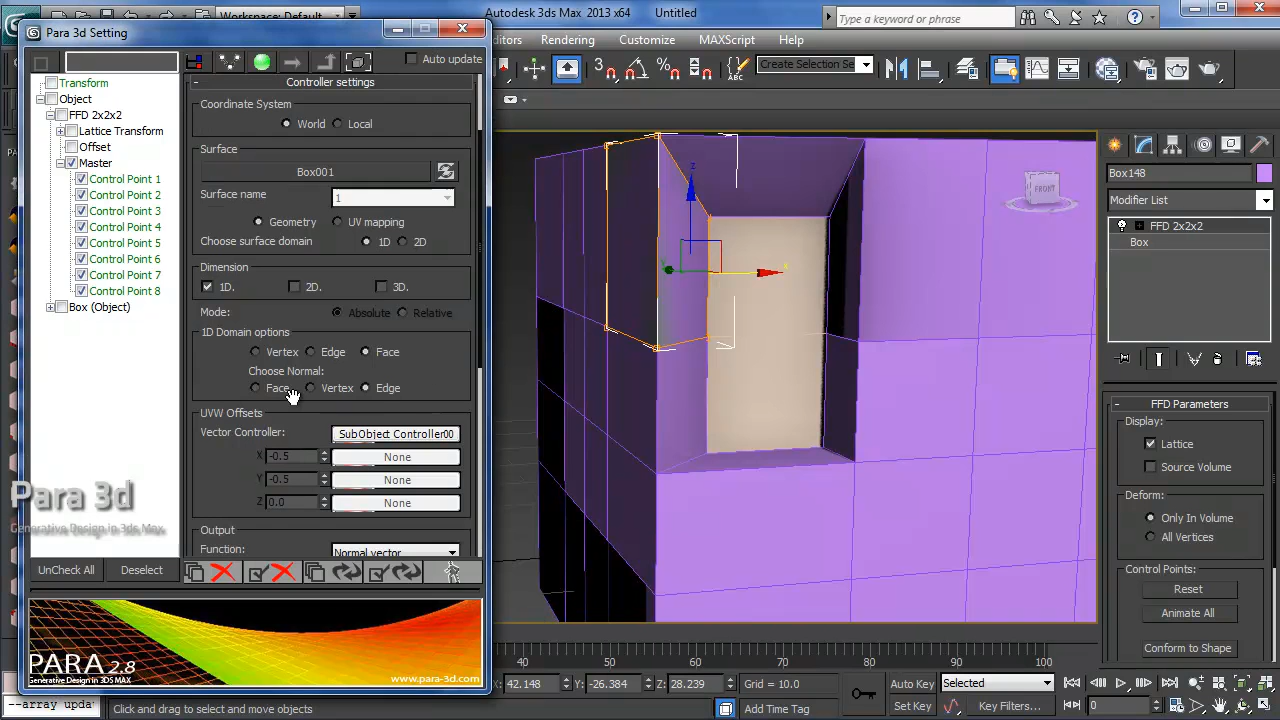 Workspace: Default
Autodesk 3ds Max 2013 x64
Untitled
Type a keyword or phrase
Para 3d Setting
Rendering
Customize
MAXScript
Help
Auto update
Create Selection Se
Transform
Object
FFD 2x2x2
Lattice Transform
Offset
Master
Control Point 1
Control Point 2
Control Point 3
Control Point 4
Control Point 5
Control Point 6
Control Point 7
Control Point 8
Box (Object)
Controller settings
Coordinate System
World
Local
Surface
Box001
Surface name
1
Geometry
UV mapping
Choose surface domain
1D
2D
Dimension
1D.
2D.
3D.
Mode:
Absolute
Relative
1D Domain options
Vertex
Edge
Face
Choose Normal:
Face
Vertex
Edge
UVW Offsets
Vector Controller:
SubObject Controller00
X
-0.5
None
Y
-0.5
None
Z
0.0
None
Output
Function:
Normal vector
UnCheck All
Deselect
Para 3d
Generative Design in 3ds Max
PARA 2.8
Generative Design in 3DS MAX
www.para-3d.com
z
FRONT
Box148
Modifier List
FFD 2x2x2
Box
FFD Parameters
Display:
Lattice
Source Volume
Deform:
Only In Volume
All Vertices
Control Points:
Reset
Animate All
Conform to Shape
40
50
60
70
80
90
100
42.148
Y:
-26.384
Z:
28.239
Grid = 10.0
Auto Key
Selected
Set Key
Key Filters...
0
Add Time Tag
--array upda
Click and drag to select and move objects